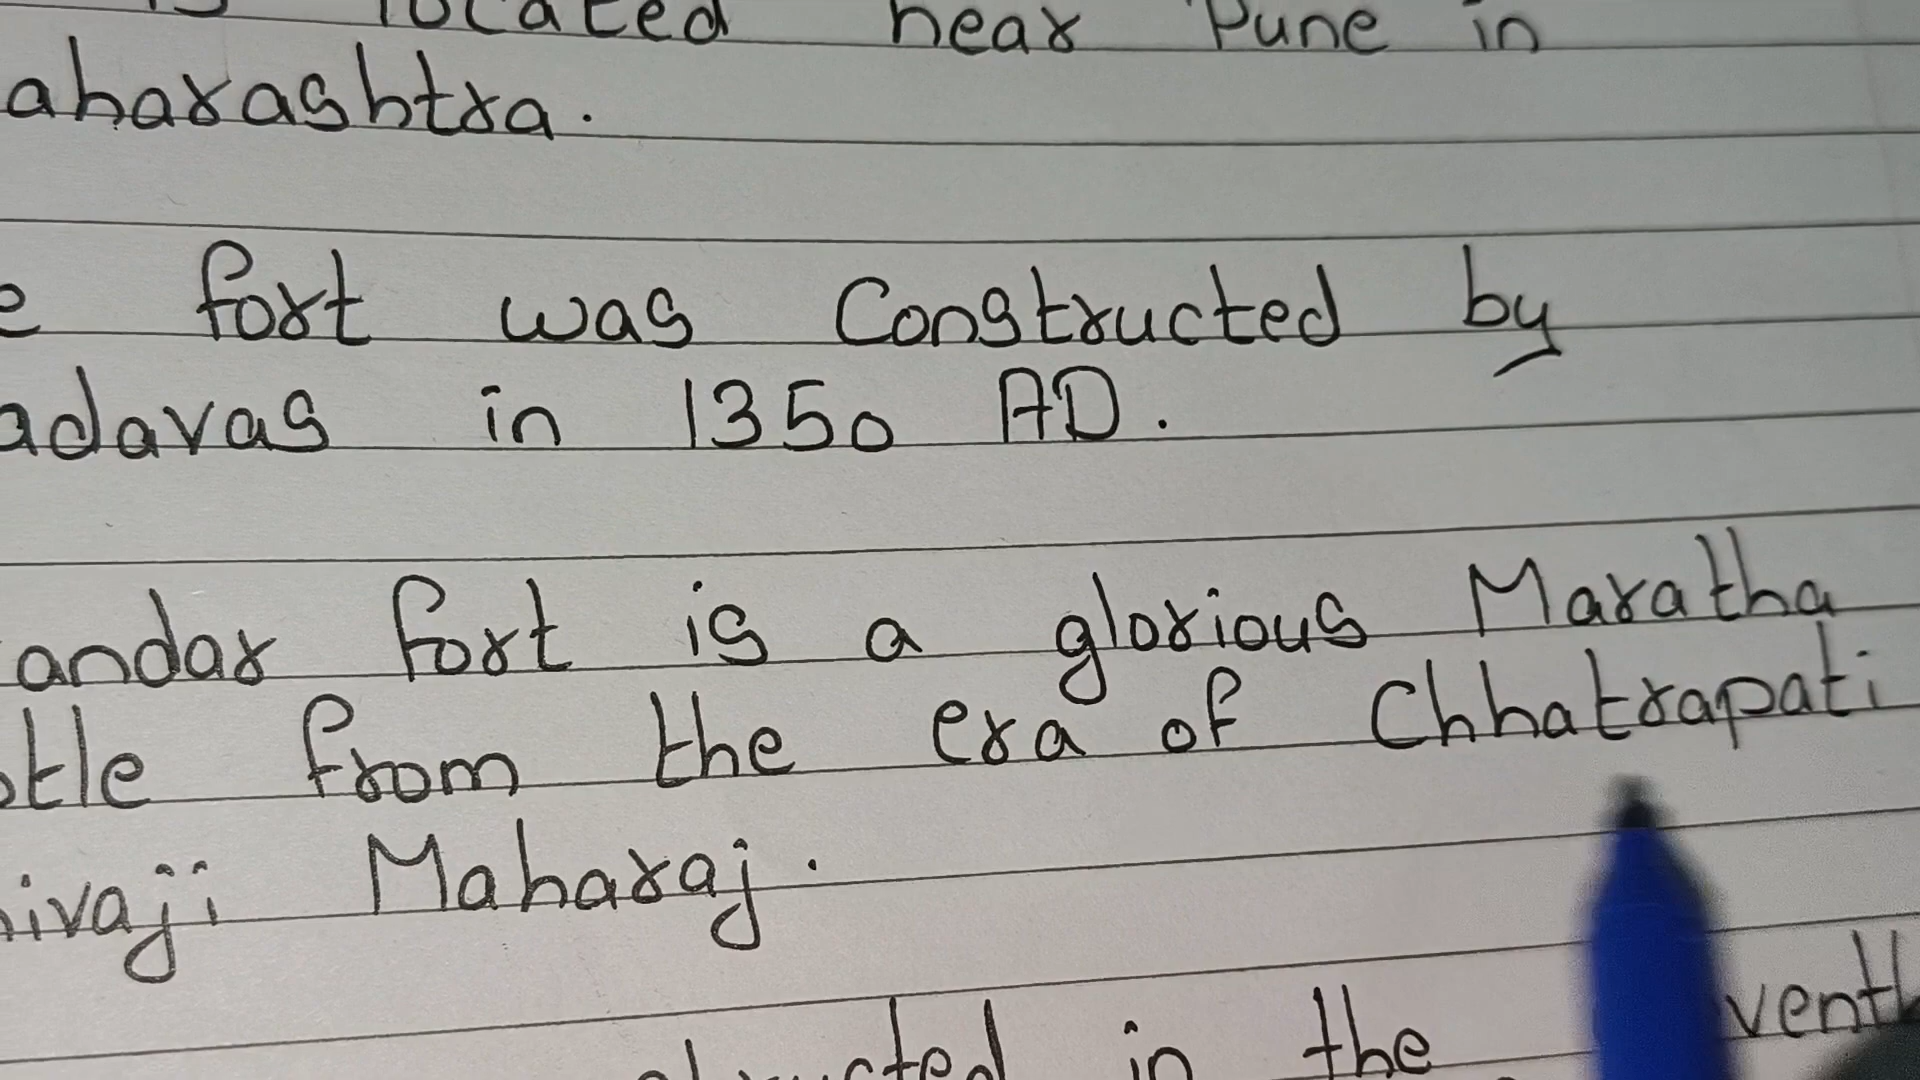 located near Pune in
aharashtra.
e fort was Constructed by
adavas in 1350 AD.
andar fort is a glorious Maratha
tle from the era of Chhatrapati
ivaji Maharaj.
in the venth